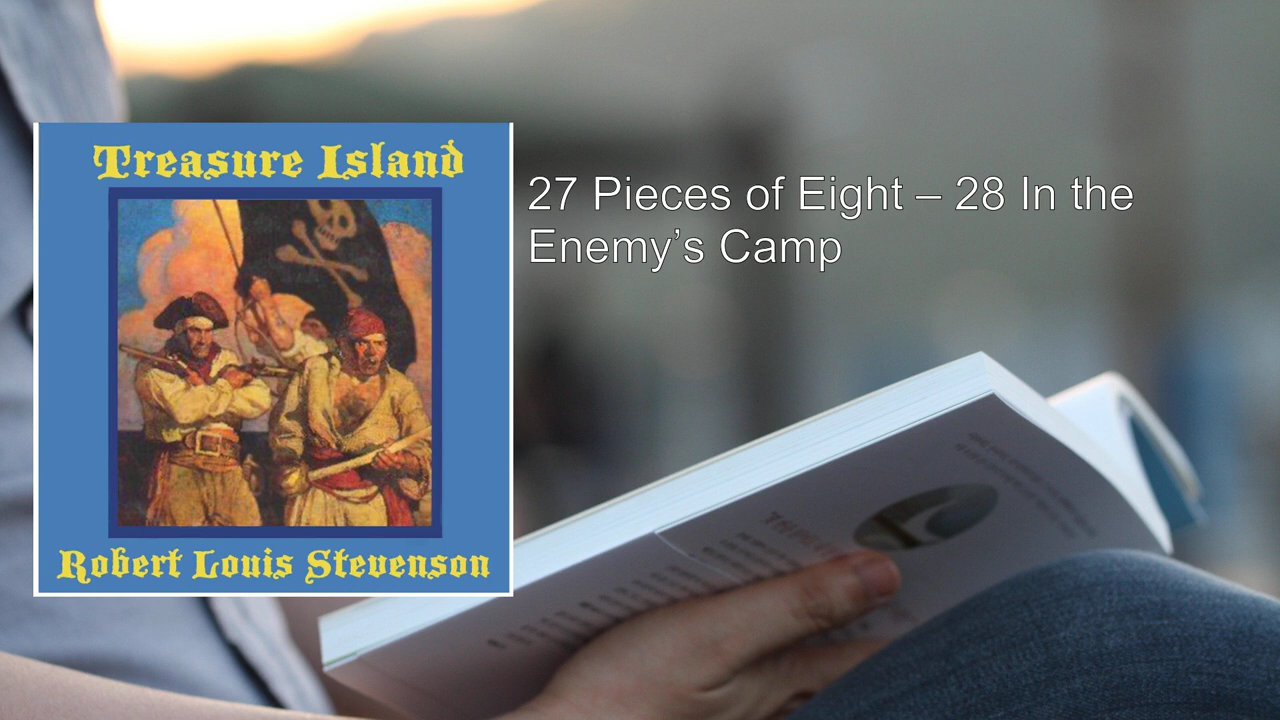 Treasure Island
Robert Louis Stevenson
27 Pieces of Eight – 28 In the
Enemy’s Camp